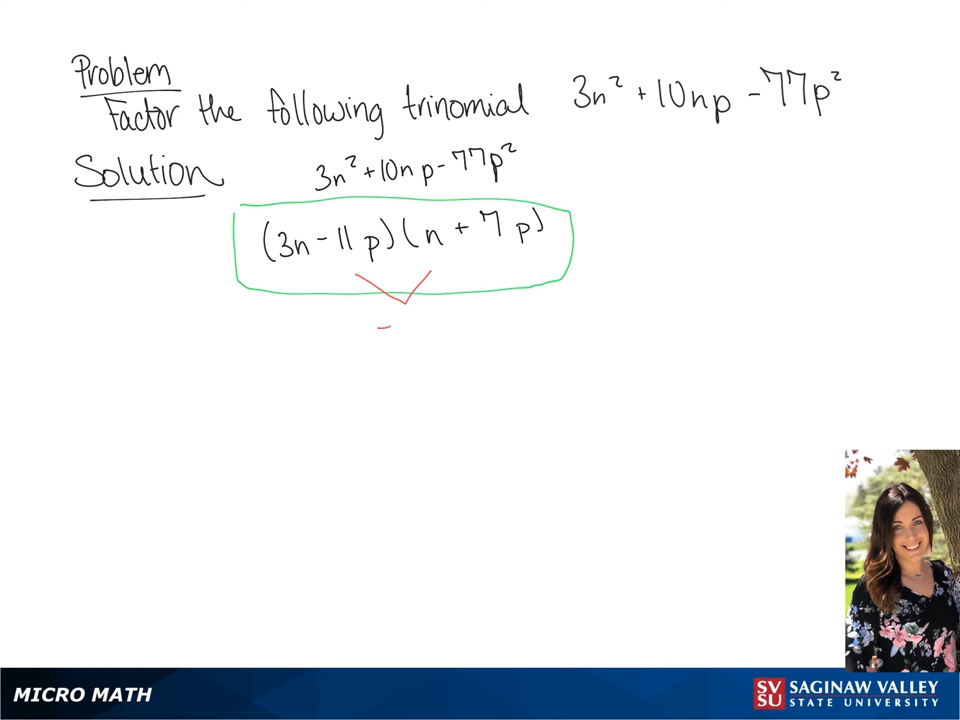 Problem
Factor the following trinomial 3n² + 10np - 77p²
Solution 3n² + 10np - 77p²
(3n - 11p)(n + 7p)
-
MICRO MATH
SVSU SAGINAW VALLEY
STATE UNIVERSITY